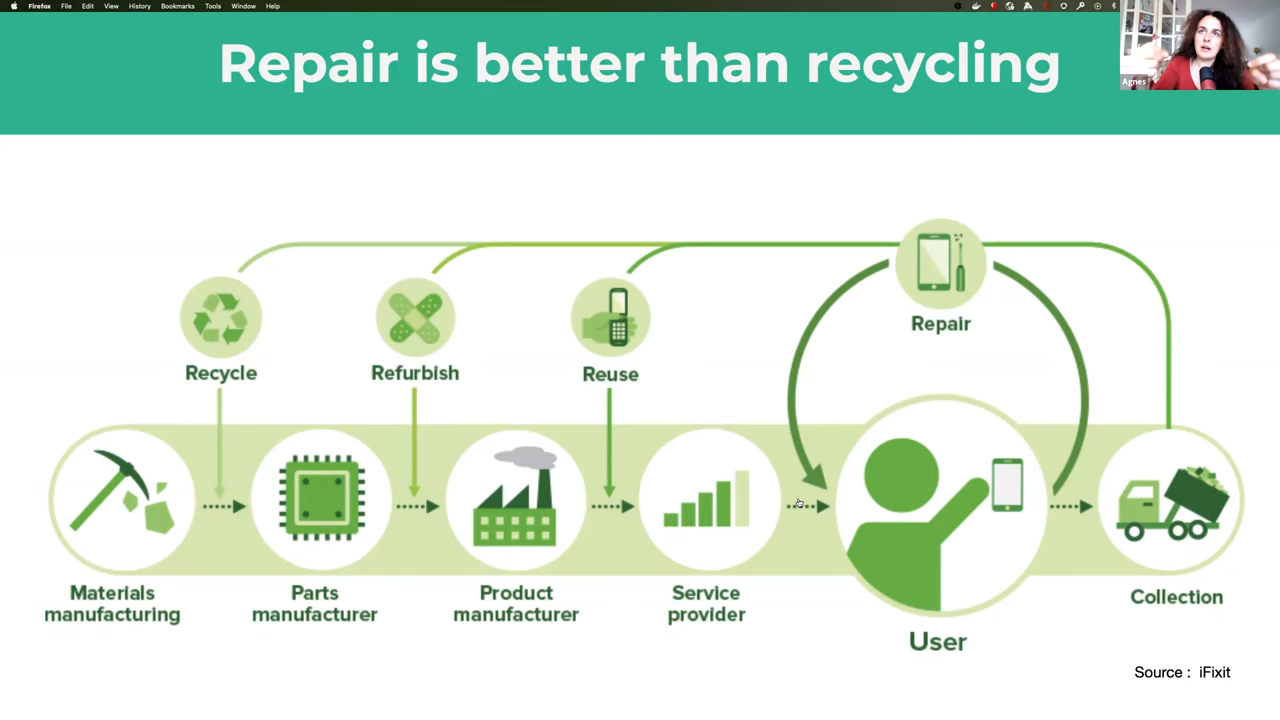 Firefox File Edit View History Bookmarks Tools Window Help
Repair is better than recycling
Agnes
Repair
Recycle
Refurbish
Reuse
Materials
manufacturing
Parts
manufacturer
Product
manufacturer
Service
provider
User
Collection
Source : iFixit